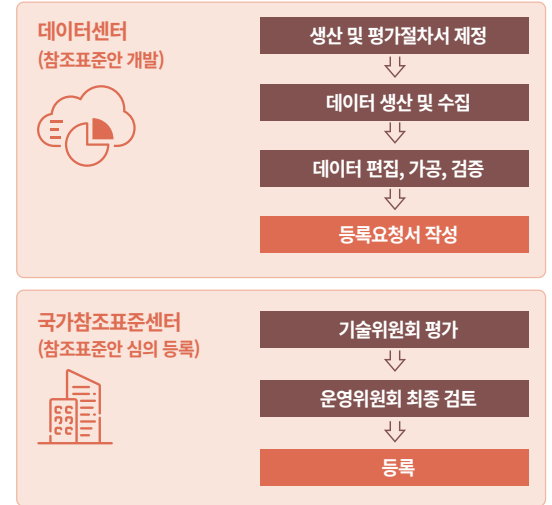 데이터센터
(참조표준안 개발)
생산 및 평가절차서 제정
데이터 생산 및 수집
데이터 편집, 가공, 검증
등록요청서 작성
국가참조표준센터
(참조표준안 심의 등록)
기술위원회 평가
운영위원회 최종 검토
등록